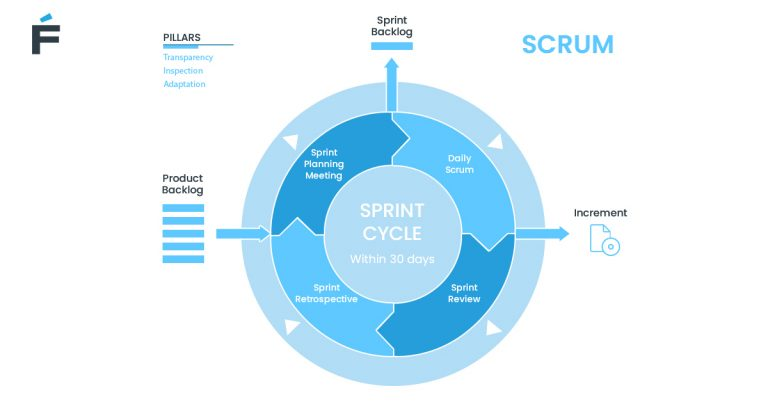 É
PILLARS
Transparency
Inspection
Adaptation
Sprint
Backlog
SCRUM
Product
Backlog
Sprint
Planning
Meeting
Daily
Scrum
SPRINT
CYCLE
Within 30 days
Increment
Sprint
Retrospective
Sprint
Review